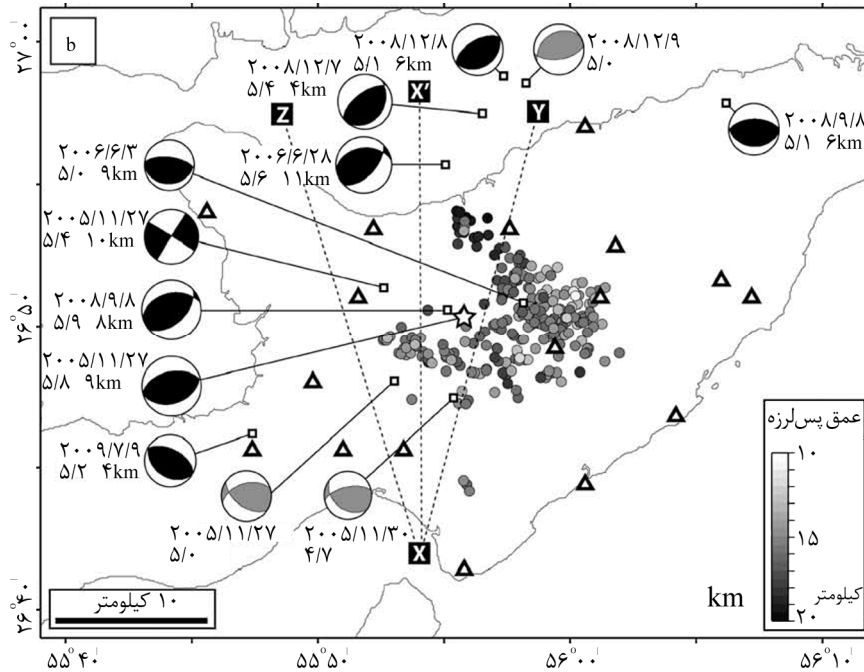 b
۲۷°۰۰
۲۰۰۸/۱۲/۸
۵/۱ ۶km
۲۰۰۸/۱۲/۹
۵/۰
۲۰۰۸/۱۲/۷
۵/۴ ۴km
Z
X'
Y
۲۰۰۸/۹/۸
۵/۱ ۶km
۲۰۰۶/۶/۳
۵/۰ ۹km
۲۰۰۶/۶/۲۸
۵/۶ ۱۱km
۲۰۰۵/۱۱/۲۷
۵/۴ ۱۰km
۲۰۰۸/۹/۸
۵/۹ ۸km
۲۶°۵۰
۲۰۰۵/۱۱/۲۷
۵/۸ ۹km
۲۰۰۹/۷/۹
۵/۲ ۴km
۲۰۰۵/۱۱/۲۷
۵/۰
۲۰۰۵/۱۱/۳۰
۴/۷
X
عمق پس‌لرزه
۱۰
۱۵
کیلومتر
۲۰
km
۱۰ کیلومتر
۲۶°۴۰
۵۵°۴۰
۵۵°۵۰
۵۶°۰۰
۵۶°۱۰